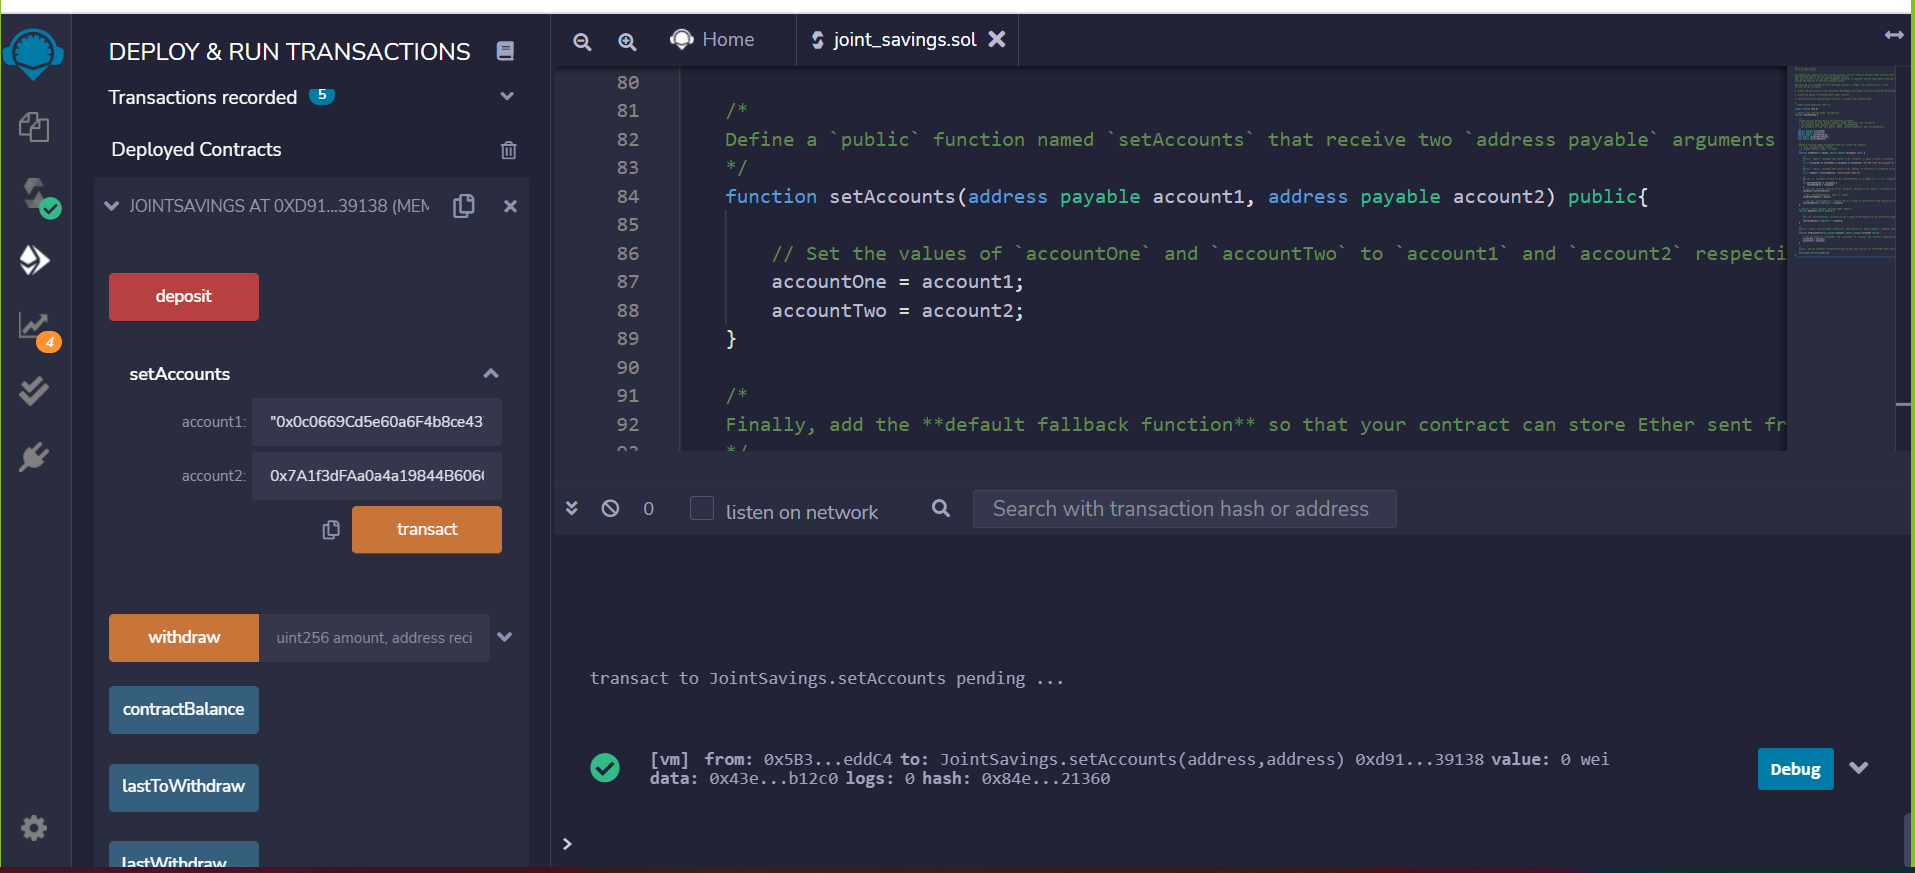 DEPLOY & RUN TRANSACTIONS
Transactions recorded 5
Deployed Contracts
JOINTSAVINGS AT 0XD91...39138 (MEM
deposit
setAccounts
account1: "0x0c0669Cd5e60a6F4b8ce43
account2: 0x7A1f3dFAa0a4a19844B606
transact
withdraw uint256 amount, address reci
contractBalance
lastToWithdraw
lastWithdraw
4
Home joint_savings.sol
80
81 /*
82 Define a `public` function named `setAccounts` that receive two `address payable` arguments
83 */
84 function setAccounts(address payable account1, address payable account2) public{
85
86 // Set the values of `accountOne` and `accountTwo` to `account1` and `account2` respecti
87 accountOne = account1;
88 accountTwo = account2;
89 }
90
91 /*
92 Finally, add the **default fallback function** so that your contract can store Ether sent fr
93 */
0 listen on network Search with transaction hash or address
transact to JointSavings.setAccounts pending ...
[vm] from: 0x5B3...eddC4 to: JointSavings.setAccounts(address,address) 0xd91...39138 value: 0 wei
data: 0x43e...b12c0 logs: 0 hash: 0x84e...21360
Debug
>